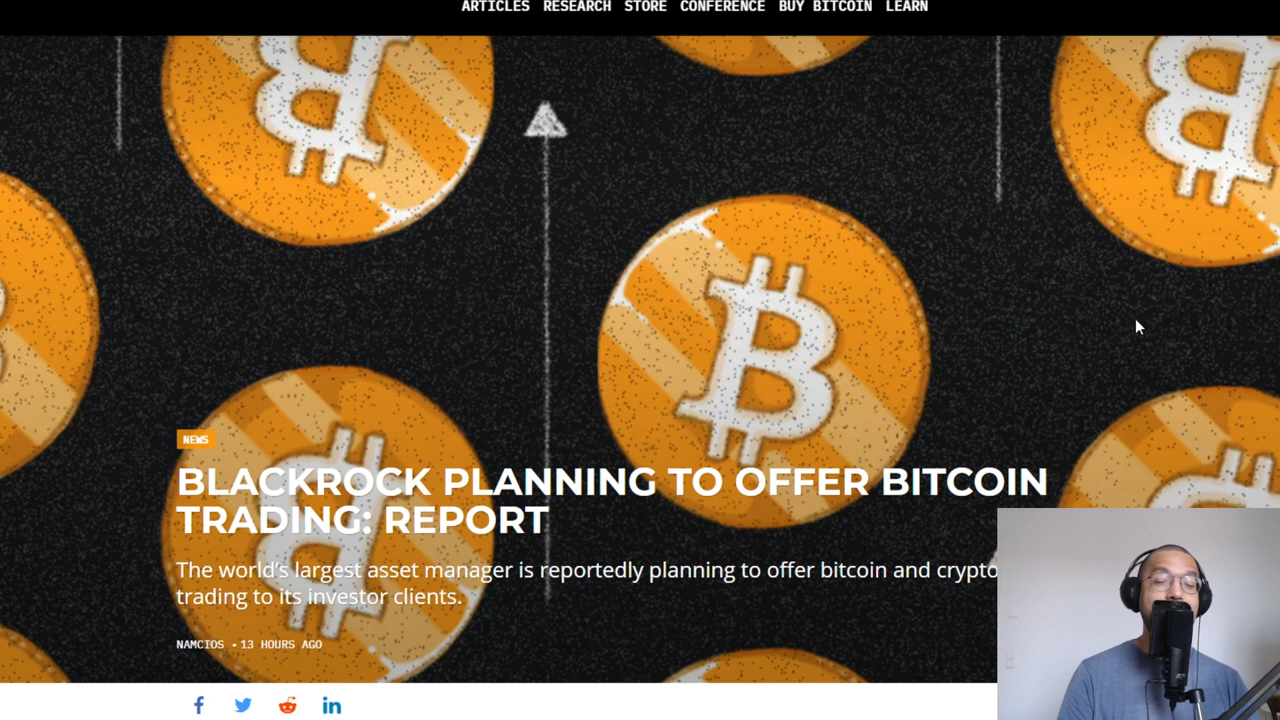 ARTICLES RESEARCH STORE CONFERENCE BUY BITCOIN LEARN
NEWS
BLACKROCK PLANNING TO OFFER BITCOIN
TRADING: REPORT
The world's largest asset manager is reportedly planning to offer bitcoin and crypto
trading to its investor clients.
NAMCIOS • 13 HOURS AGO